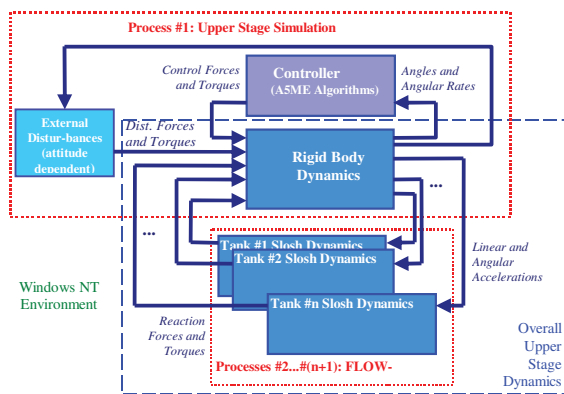 Process #1: Upper Stage Simulation
Control Forces
and Torques
Controller
(A5ME Algorithms)
Angles and
Angular Rates
External
Distur-bances
(attitude
dependent)
Dist. Forces
and Torques
Rigid Body
Dynamics
...
...
Tank #1 Slosh Dynamics
Tank #2 Slosh Dynamics
Tank #n Slosh Dynamics
Linear and
Angular
Accelerations
Windows NT
Environment
Reaction
Forces and
Torques
Processes #2...#(n+1): FLOW-
Overall
Upper
Stage
Dynamics